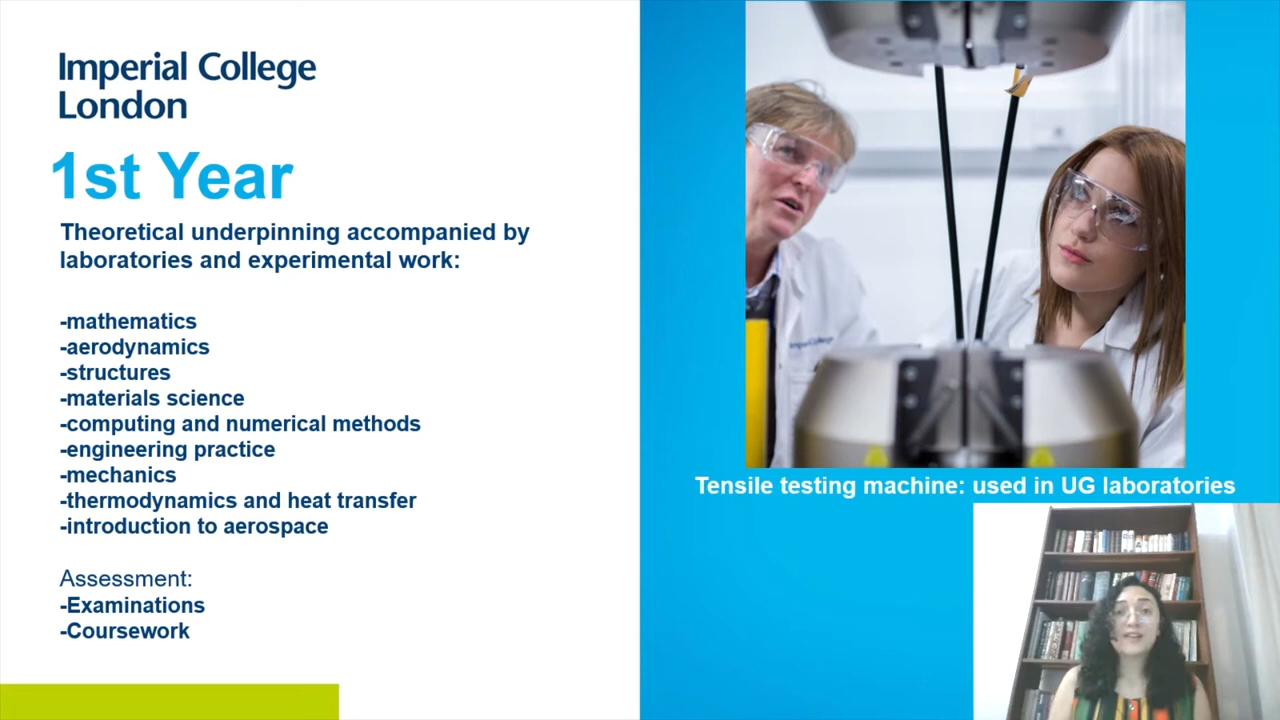 Imperial College
London
1st Year
Theoretical underpinning accompanied by
laboratories and experimental work:
-mathematics
-aerodynamics
-structures
-materials science
-computing and numerical methods
-engineering practice
-mechanics
-thermodynamics and heat transfer
-introduction to aerospace
Assessment:
-Examinations
-Coursework
Imperial College
Tensile testing machine: used in UG laboratories